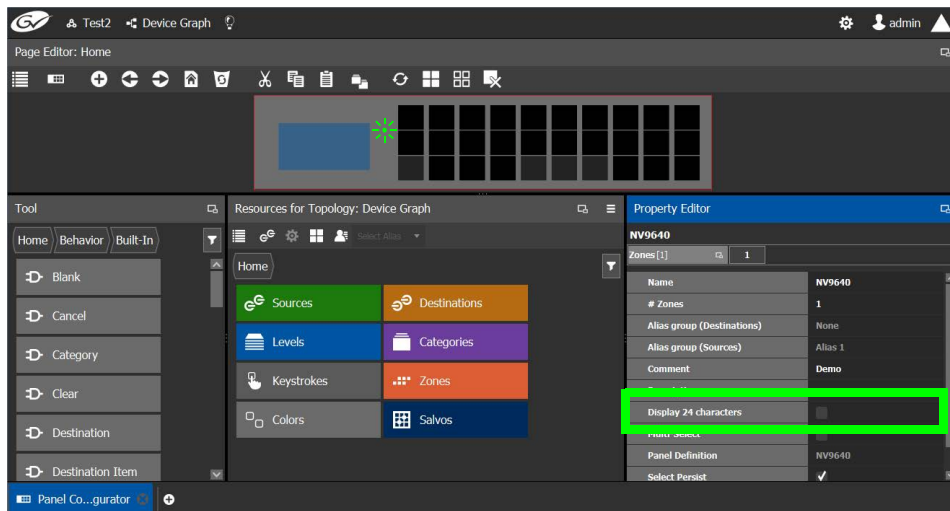 GV Test2 Device Graph admin
Page Editor: Home
Tool
Home Behavior Built-In
Blank
Cancel
Category
Clear
Destination
Destination Item
Resources for Topology: Device Graph
Select Alias
Home
Sources Destinations
Levels Categories
Keystrokes Zones
Colors Salvos
Property Editor
NV9640
Zones [1] 1
Name NV9640
# Zones 1
Alias group (Destinations) None
Alias group (Sources) Alias 1
Comment Demo
Display 24 characters
Multi Select
Panel Definition NV9640
Select Persist
Panel Co...gurator